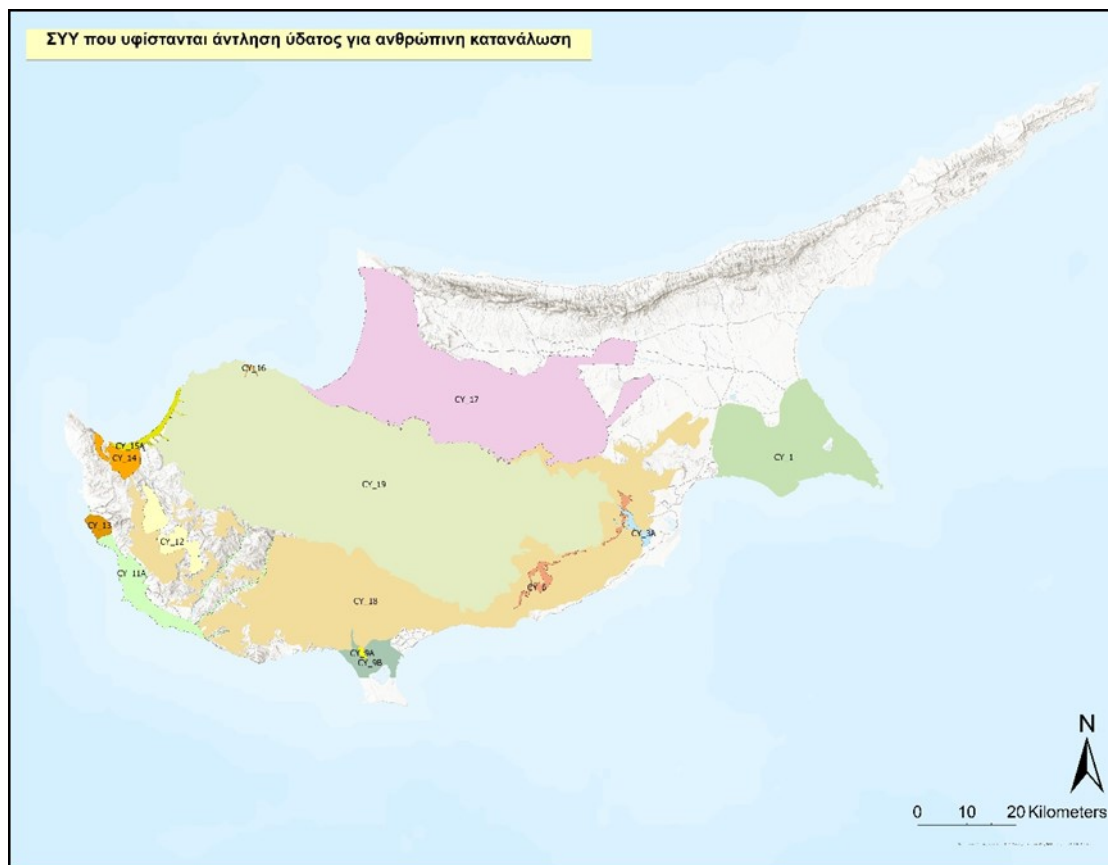 ΣΥΥ που υφίστανται άντληση ύδατος για ανθρώπινη κατανάλωση
CY_16
CY_17
CY_15A
CY_14
CY_1
CY_19
CY_13
CY_3A
CY_12
CY_11A
CY_18
CY_9A
CY_9B
N
0 10 20 Kilometers